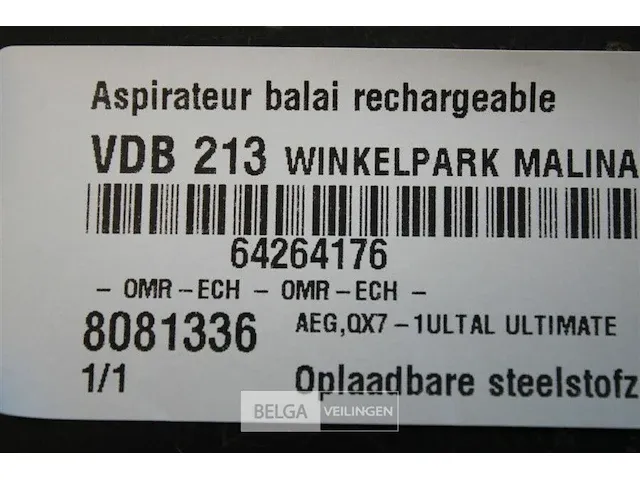 Aspirateur balai rechargeable
VDB 213 WINKELPARK MALINA
64264176
- OMR-ECH - OMR-ECH -
8081336 AEG,QX7-1ULTAL ULTIMATE
1/1 Oplaadbare steelstofz
BELGA VEILINGEN